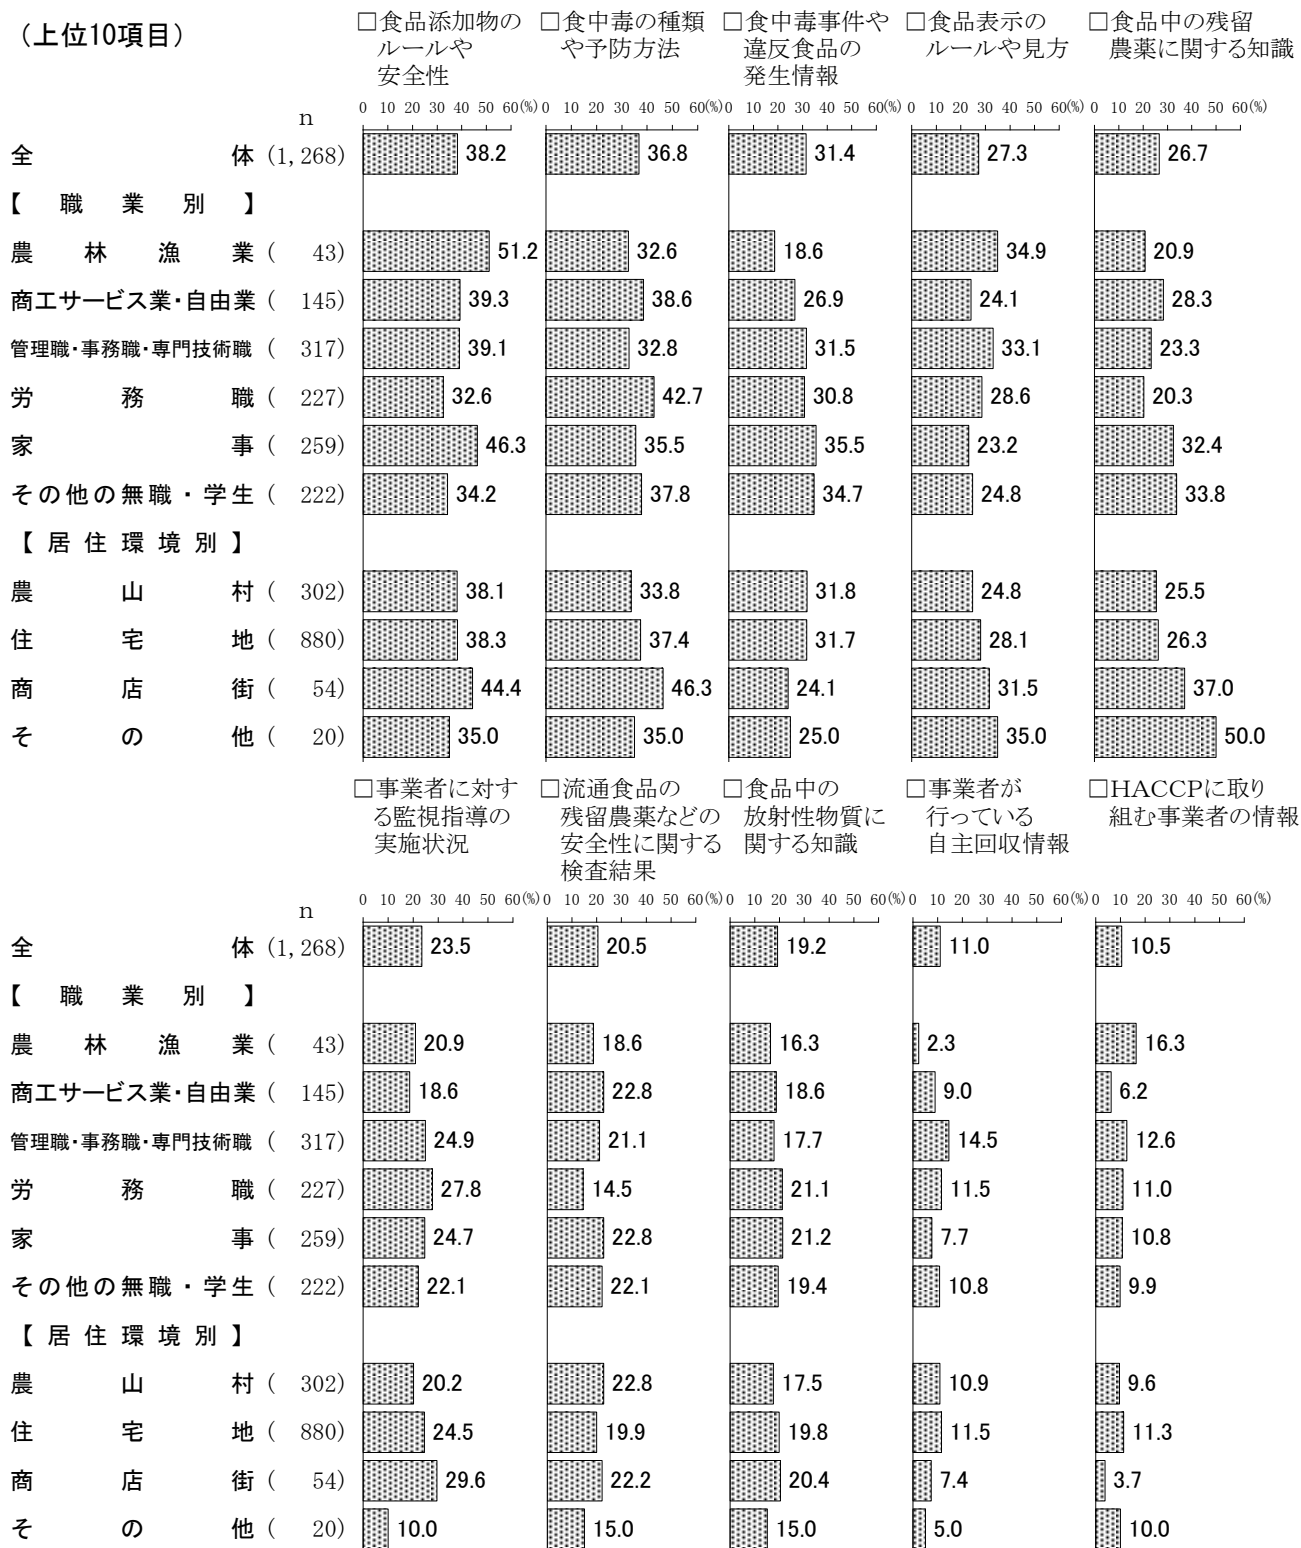 （上位10項目）
□食品添加物の
ルールや
安全性
□食中毒の種類
や予防方法
□食中毒事件や
違反食品の
発生情報
□食品表示の
ルールや見方
□食品中の残留
農薬に関する知識
n
0 10 20 30 40 50 60(%) 0 10 20 30 40 50 60(%) 0 10 20 30 40 50 60(%) 0 10 20 30 40 50 60(%) 0 10 20 30 40 50 60(%)
全体 (1,268) 38.2 36.8 31.4 27.3 26.7
【職業別】
農林漁業 ( 43) 51.2 32.6 18.6 34.9 20.9
商工サービス業・自由業 ( 145) 39.3 38.6 26.9 24.1 28.3
管理職・事務職・専門技術職 ( 317) 39.1 32.8 31.5 33.1 23.3
労務職 ( 227) 32.6 42.7 30.8 28.6 20.3
家事 ( 259) 46.3 35.5 35.5 23.2 32.4
その他の無職・学生 ( 222) 34.2 37.8 34.7 24.8 33.8
【居住環境別】
農山村 ( 302) 38.1 33.8 31.8 24.8 25.5
住宅地 ( 880) 38.3 37.4 31.7 28.1 26.3
商店街 ( 54) 44.4 46.3 24.1 31.5 37.0
その他 ( 20) 35.0 35.0 25.0 35.0 50.0
□事業者に対す
る監視指導の
実施状況
□流通食品の
残留農薬などの
安全性に関する
検査結果
□食品中の
放射性物質に
関する知識
□事業者が
行っている
自主回収情報
□HACCPに取り
組む事業者の情報
n
0 10 20 30 40 50 60(%) 0 10 20 30 40 50 60(%) 0 10 20 30 40 50 60(%) 0 10 20 30 40 50 60(%) 0 10 20 30 40 50 60(%)
全体 (1,268) 23.5 20.5 19.2 11.0 10.5
【職業別】
農林漁業 ( 43) 20.9 18.6 16.3 2.3 16.3
商工サービス業・自由業 ( 145) 18.6 22.8 18.6 9.0 6.2
管理職・事務職・専門技術職 ( 317) 24.9 21.1 17.7 14.5 12.6
労務職 ( 227) 27.8 14.5 21.1 11.5 11.0
家事 ( 259) 24.7 22.8 21.2 7.7 10.8
その他の無職・学生 ( 222) 22.1 22.1 19.4 10.8 9.9
【居住環境別】
農山村 ( 302) 20.2 22.8 17.5 10.9 9.6
住宅地 ( 880) 24.5 19.9 19.8 11.5 11.3
商店街 ( 54) 29.6 22.2 20.4 7.4 3.7
その他 ( 20) 10.0 15.0 15.0 5.0 10.0